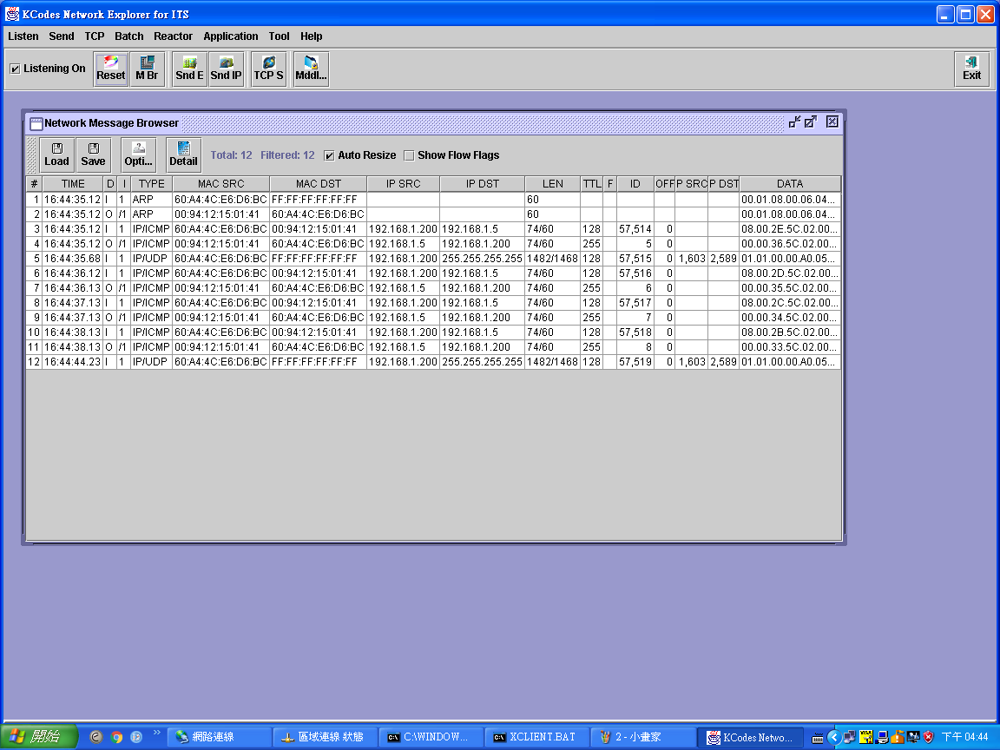 KCodes Network Explorer for ITS
Listen Send TCP Batch Reactor Application Tool Help
Listening On Reset M Br Snd E Snd IP TCP S Mddl... Exit
Network Message Browser
Load Save Opti... Detail Total: 12 Filtered: 12 Auto Resize Show Flow Flags
# TIME D I TYPE MAC SRC MAC DST IP SRC IP DST LEN TTL F ID OFF P SRC P DST DATA
1 16:44:35.12 I 1 ARP 60:A4:4C:E6:D6:BC FF:FF:FF:FF:FF:FF 60 00.01.08.00.06.04...
2 16:44:35.12 O /1 ARP 00:94:12:15:01:41 60:A4:4C:E6:D6:BC 60 00.01.08.00.06.04...
3 16:44:35.12 I 1 IP/ICMP 60:A4:4C:E6:D6:BC 00:94:12:15:01:41 192.168.1.200 192.168.1.5 74/60 128 57,514 0 08.00.2E.5C.02.00...
4 16:44:35.12 O /1 IP/ICMP 00:94:12:15:01:41 60:A4:4C:E6:D6:BC 192.168.1.5 192.168.1.200 74/60 255 5 0 00.00.36.5C.02.00...
5 16:44:35.68 I 1 IP/UDP 60:A4:4C:E6:D6:BC FF:FF:FF:FF:FF:FF 192.168.1.200 255.255.255.255 1482/1468 128 57,515 0 1,603 2,589 01.01.00.00.A0.05...
6 16:44:36.12 I 1 IP/ICMP 60:A4:4C:E6:D6:BC 00:94:12:15:01:41 192.168.1.200 192.168.1.5 74/60 128 57,516 0 08.00.2D.5C.02.00...
7 16:44:36.13 O /1 IP/ICMP 00:94:12:15:01:41 60:A4:4C:E6:D6:BC 192.168.1.5 192.168.1.200 74/60 255 6 0 00.00.35.5C.02.00...
8 16:44:37.13 I 1 IP/ICMP 60:A4:4C:E6:D6:BC 00:94:12:15:01:41 192.168.1.200 192.168.1.5 74/60 128 57,517 0 08.00.2C.5C.02.00...
9 16:44:37.13 O /1 IP/ICMP 00:94:12:15:01:41 60:A4:4C:E6:D6:BC 192.168.1.5 192.168.1.200 74/60 255 7 0 00.00.34.5C.02.00...
10 16:44:38.13 I 1 IP/ICMP 60:A4:4C:E6:D6:BC 00:94:12:15:01:41 192.168.1.200 192.168.1.5 74/60 128 57,518 0 08.00.2B.5C.02.00...
11 16:44:38.13 O /1 IP/ICMP 00:94:12:15:01:41 60:A4:4C:E6:D6:BC 192.168.1.5 192.168.1.200 74/60 255 8 0 00.00.33.5C.02.00...
12 16:44:44.23 I 1 IP/UDP 60:A4:4C:E6:D6:BC FF:FF:FF:FF:FF:FF 192.168.1.200 255.255.255.255 1482/1468 128 57,519 0 1,603 2,589 01.01.00.00.A0.05...
開始 網路連線 區域連線 狀態 C:\WINDOW... XCLIENT.BAT 2 - 小畫家 KCodes Netwo... 下午 04:44